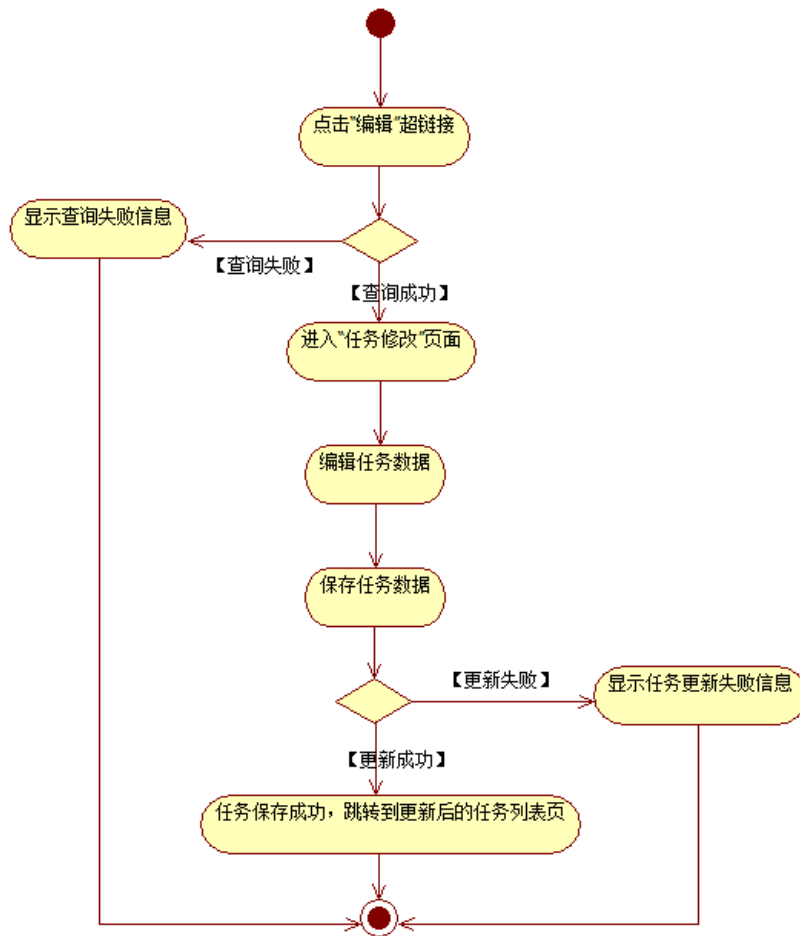 点击"编辑"超链接
显示查询失败信息
【查询失败】
【查询成功】
进入"任务修改"页面
编辑任务数据
保存任务数据
【更新失败】
显示任务更新失败信息
【更新成功】
任务保存成功，跳转到更新后的任务列表页